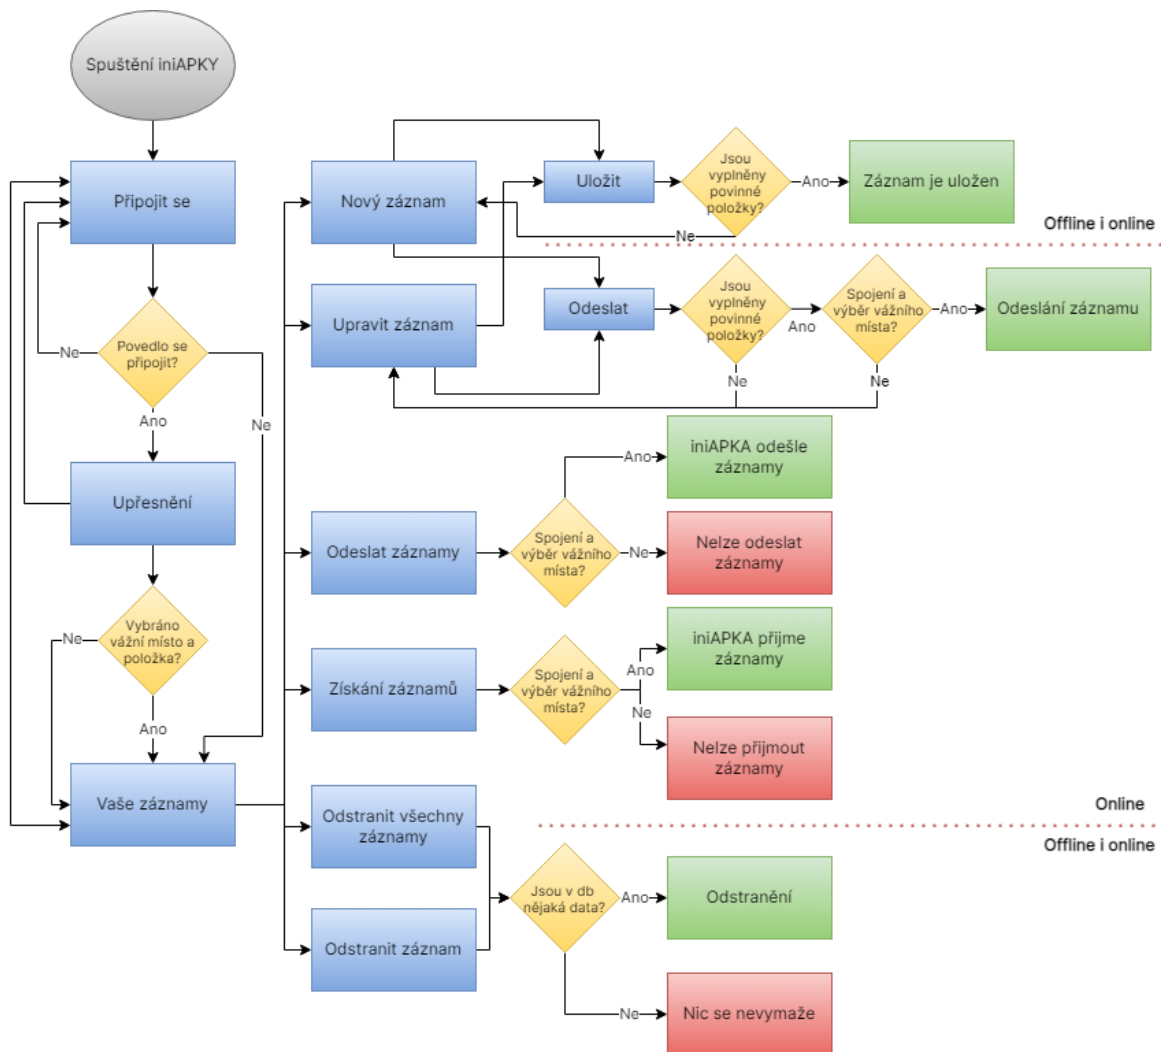 Spuštění iniAPKY
Připojit se
Povedlo se
připojit?
Ne
Ne
Ano
Upřesnění
Vybráno
vážní místo a
položka?
Ne
Ano
Vaše záznamy
Nový záznam
Uložit
Jsou
vyplněny
povinné
položky?
Ano
Záznam je uložen
Ne
Offline i online
Upravit záznam
Odeslat
Jsou
vyplněny
povinné
položky?
Ano
Spojení a
výběr vážního
místa?
Ano
Odeslání záznamu
Ne
Ne
Odeslat záznamy
Spojení a
výběr vážního
místa?
Ano
iniAPKA odešle
záznamy
Ne
Nelze odeslat
záznamy
Získání záznamů
Spojení a
výběr vážního
místa?
Ano
iniAPKA přijme
záznamy
Ne
Nelze přijmout
záznamy
Online
Offline i online
Odstranit všechny
záznamy
Odstranit záznam
Jsou v db
nějaká data?
Ano
Odstranění
Ne
Nic se nevymaže